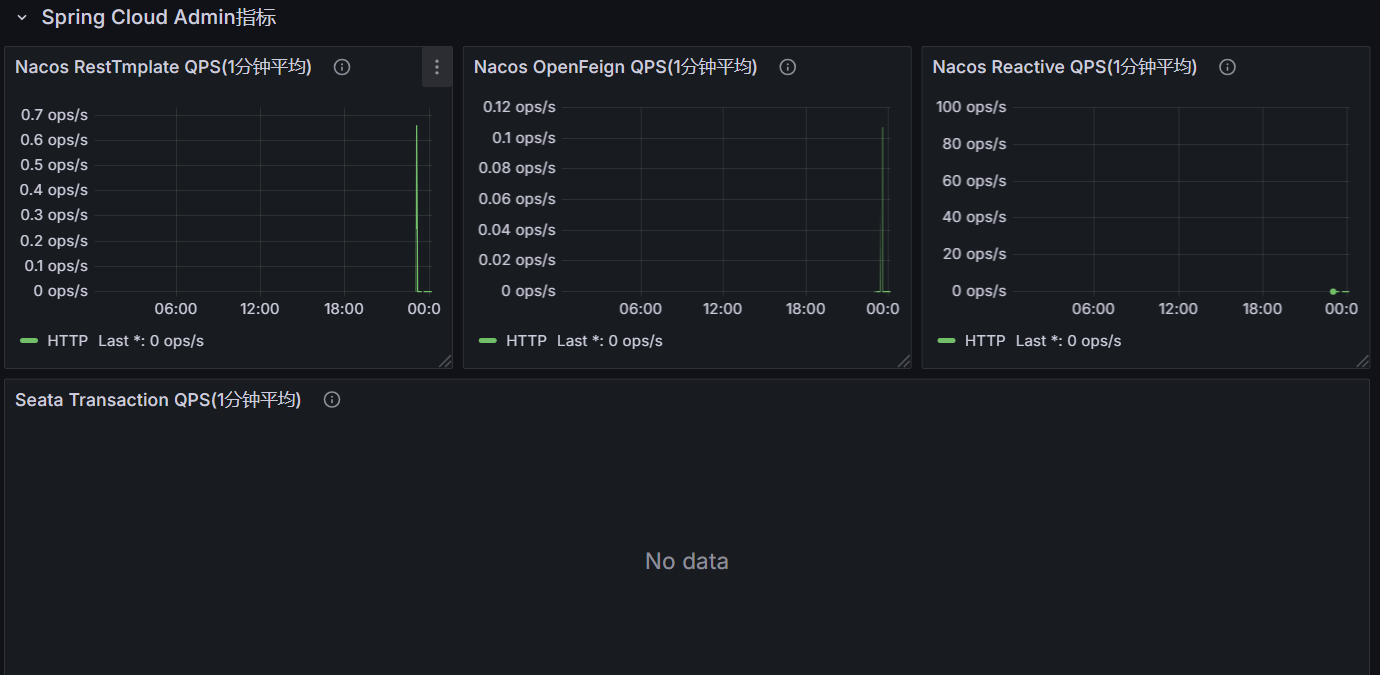 Spring Cloud Admin指标
Nacos RestTmplate QPS(1分钟平均)
0.7 ops/s
0.6 ops/s
0.5 ops/s
0.4 ops/s
0.3 ops/s
0.2 ops/s
0.1 ops/s
0 ops/s
06:00 12:00 18:00 00:0
HTTP Last *: 0 ops/s
Nacos OpenFeign QPS(1分钟平均)
0.12 ops/s
0.1 ops/s
0.08 ops/s
0.06 ops/s
0.04 ops/s
0.02 ops/s
0 ops/s
06:00 12:00 18:00 00:0
HTTP Last *: 0 ops/s
Nacos Reactive QPS(1分钟平均)
100 ops/s
80 ops/s
60 ops/s
40 ops/s
20 ops/s
0 ops/s
06:00 12:00 18:00 00:0
HTTP Last *: 0 ops/s
Seata Transaction QPS(1分钟平均)
No data